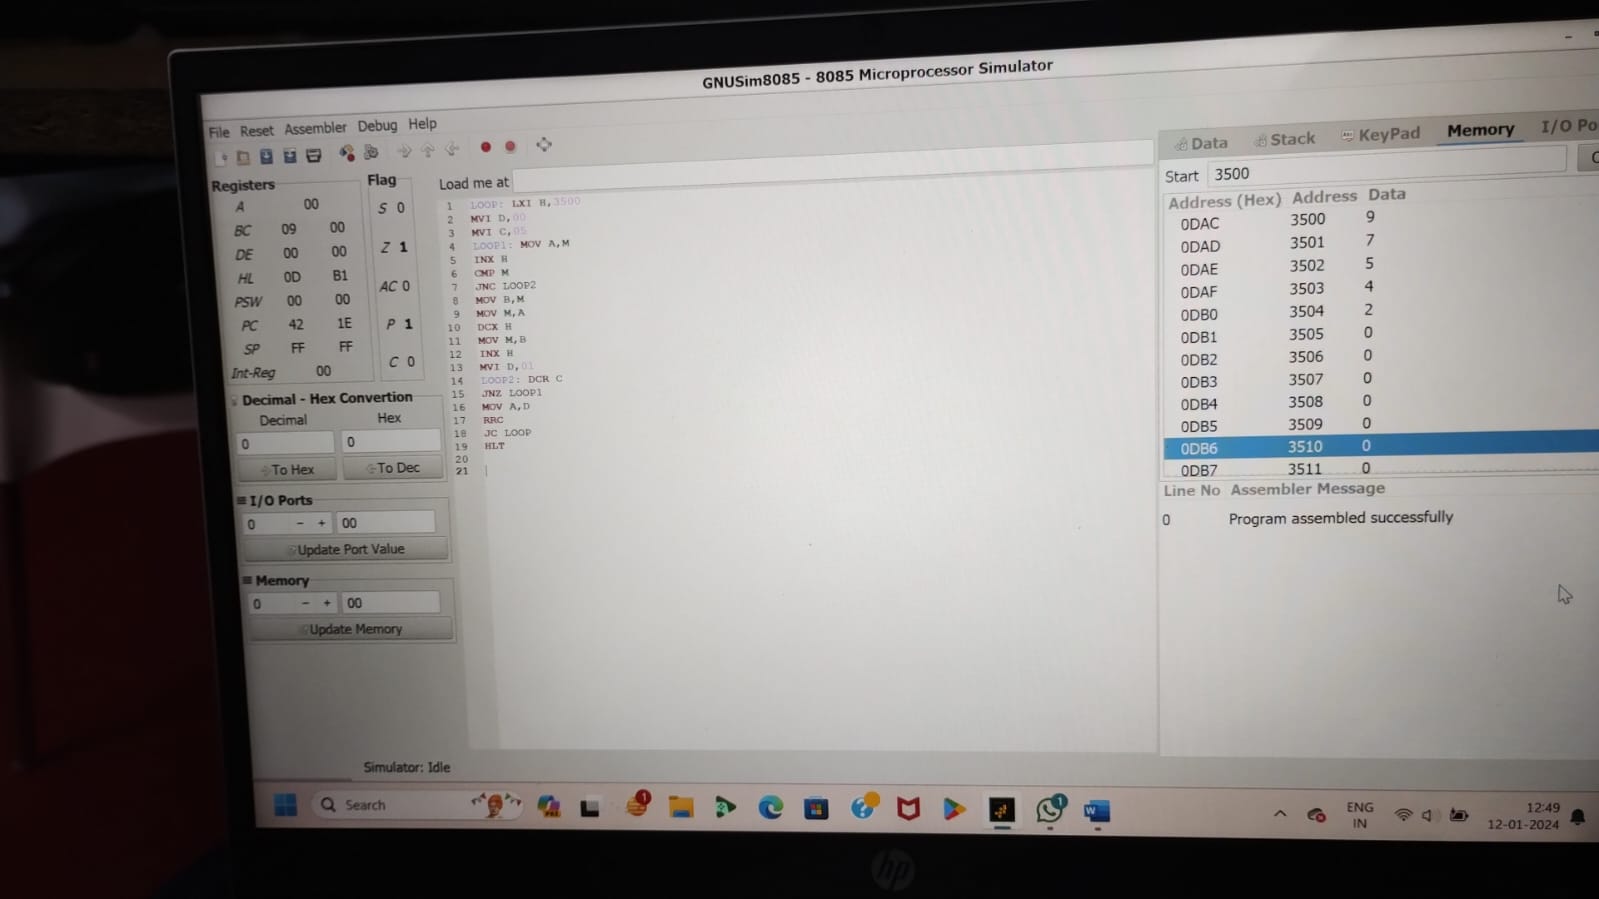 GNUSim8085 - 8085 Microprocessor Simulator
File Reset Assembler Debug Help
Load me at
Registers
A 00
BC 09 00
DE 00 00
HL 0D B1
PSW 00 00
PC 42 1E
SP FF FF
Int-Reg 00
Flag
S 0
Z 1
AC 0
P 1
C 0
Decimal - Hex Convertion
Decimal Hex
0 0
To Hex To Dec
I/O Ports
0 - + 00
Update Port Value
Memory
0 - + 00
Update Memory
1 LOOP: LXI H,3500
2 MVI D,00
3 MVI C,05
4 LOOP1: MOV A,M
5 INX H
6 CMP M
7 JNC LOOP2
8 MOV B,M
9 MOV M,A
10 DCX H
11 MOV M,B
12 INX H
13 MVI D,01
14 LOOP2: DCR C
15 JNZ LOOP1
16 MOV A,D
17 RRC
18 JC LOOP
19 HLT
20
21
Data Stack KeyPad Memory I/O
Start 3500
Address (Hex) Address Data
0DAC 3500 9
0DAD 3501 7
0DAE 3502 5
0DAF 3503 4
0DB0 3504 2
0DB1 3505 0
0DB2 3506 0
0DB3 3507 0
0DB4 3508 0
0DB5 3509 0
0DB6 3510 0
0DB7 3511 0
Line No Assembler Message
0 Program assembled successfully
Simulator: Idle
Search
1
PRE
1
W
ENG
IN
12:49
12-01-2024
hp